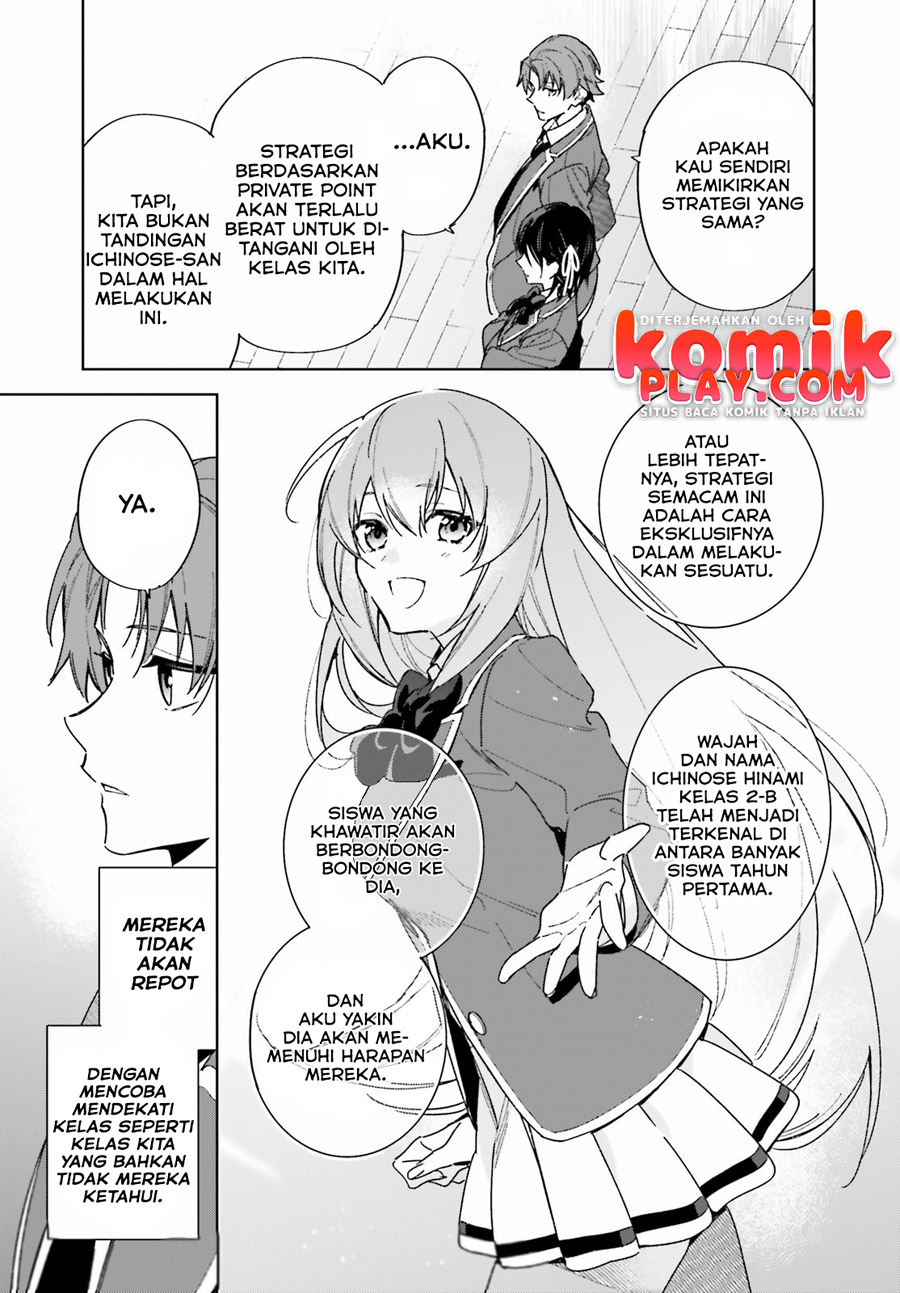 APAKAH
KAU SENDIRI
MEMIKIRKAN
STRATEGI YANG
SAMA?
...AKU.
STRATEGI
BERDASARKAN
PRIVATE POINT
AKAN TERLALU
BERAT UNTUK DI-
TANGANI OLEH
KELAS KITA.
TAPI,
KITA BUKAN
TANDINGAN
ICHINOSE-SAN
DALAM HAL
MELAKUKAN
INI.
DITERJEMAHKAN OLEH
komik
PLAY.COM
SITUS BACA KOMIK TANPA IKLAN
ATAU
LEBIH TEPAT-
NYA, STRATEGI
SEMACAM INI
ADALAH CARA
EKSKLUSIFNYA
DALAM MELAKU-
KAN SESUATU.
WAJAH
DAN NAMA
ICHINOSE HINAMI
KELAS 2-B
TELAH MENJADI
TERKENAL DI
ANTARA BANYAK
SISWA TAHUN
PERTAMA.
SISWA YANG
KHAWATIR AKAN
BERBONDONG-
BONDONG KE
DIA,
DAN
AKU YAKIN
DIA AKAN ME-
MENUHI HARAPAN
MEREKA.
YA.
MEREKA
TIDAK
AKAN
REPOT
DENGAN
MENCOBA
MENDEKATI
KELAS SEPERTI
KELAS KITA
YANG BAHKAN
TIDAK MEREKA
KETAHUI.